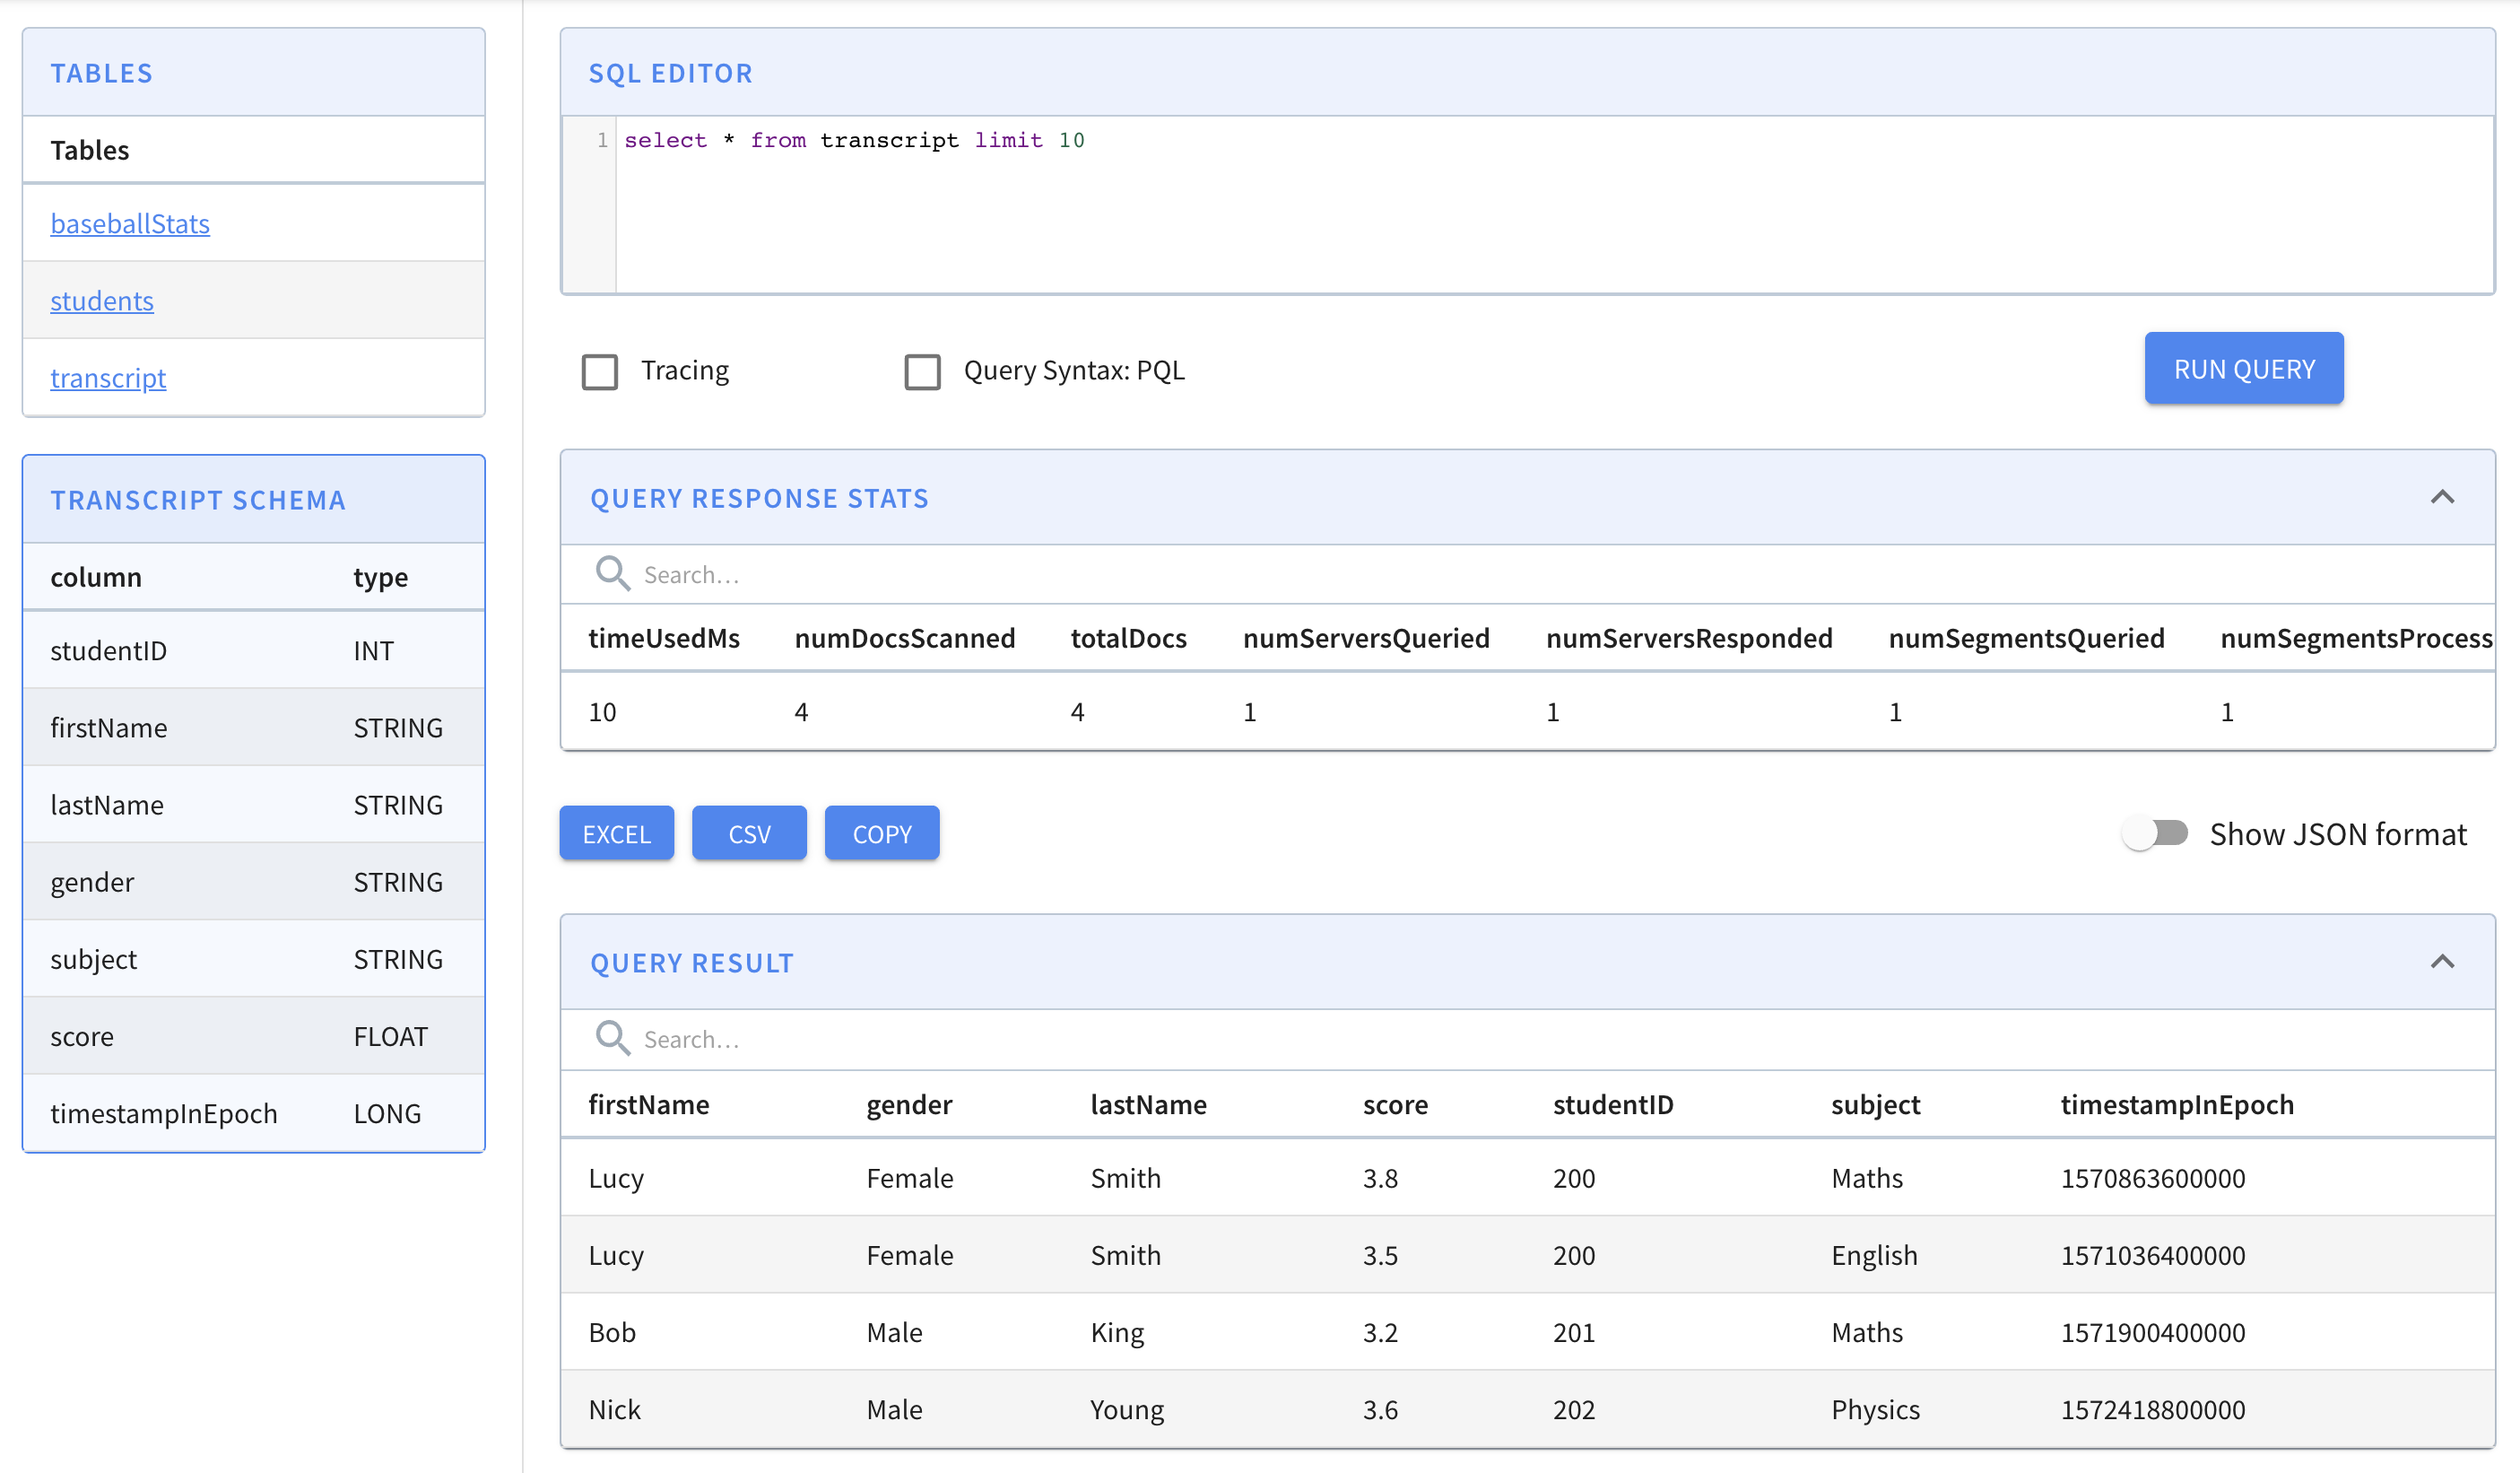 TABLES
Tables
baseballStats
students
transcript
TRANSCRIPT SCHEMA
column type
studentID INT
firstName STRING
lastName STRING
gender STRING
subject STRING
score FLOAT
timestampInEpoch LONG
SQL EDITOR
1 select * from transcript limit 10
Tracing Query Syntax: PQL RUN QUERY
QUERY RESPONSE STATS
Search…
timeUsedMs numDocsScanned totalDocs numServersQueried numServersResponded numSegmentsQueried numSegmentsProcess
10 4 4 1 1 1 1
EXCEL CSV COPY Show JSON format
QUERY RESULT
Search…
firstName gender lastName score studentID subject timestampInEpoch
Lucy Female Smith 3.8 200 Maths 1570863600000
Lucy Female Smith 3.5 200 English 1571036400000
Bob Male King 3.2 201 Maths 1571900400000
Nick Male Young 3.6 202 Physics 1572418800000